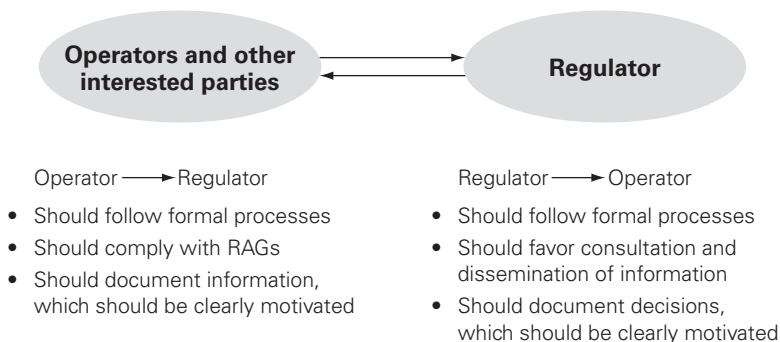 Operators and other
interested parties
Regulator
Operator → Regulator
• Should follow formal processes
• Should comply with RAGs
• Should document information,
which should be clearly motivated
Regulator → Operator
• Should follow formal processes
• Should favor consultation and
dissemination of information
• Should document decisions,
which should be clearly motivated